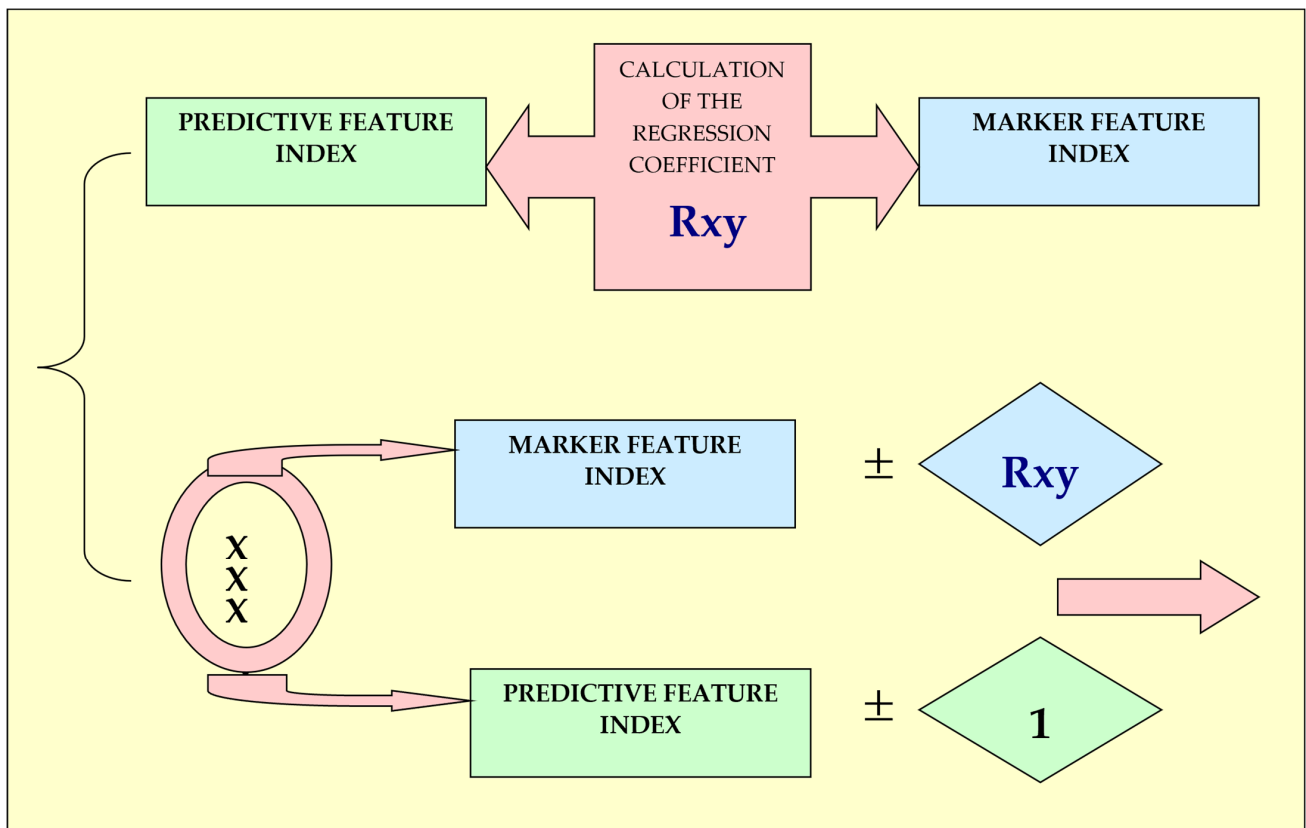 CALCULATION
OF THE
REGRESSION
COEFFICIENT
Rxy
PREDICTIVE FEATURE
INDEX
MARKER FEATURE
INDEX
MARKER FEATURE
INDEX
±
Rxy
X
X
X
PREDICTIVE FEATURE
INDEX
±
1